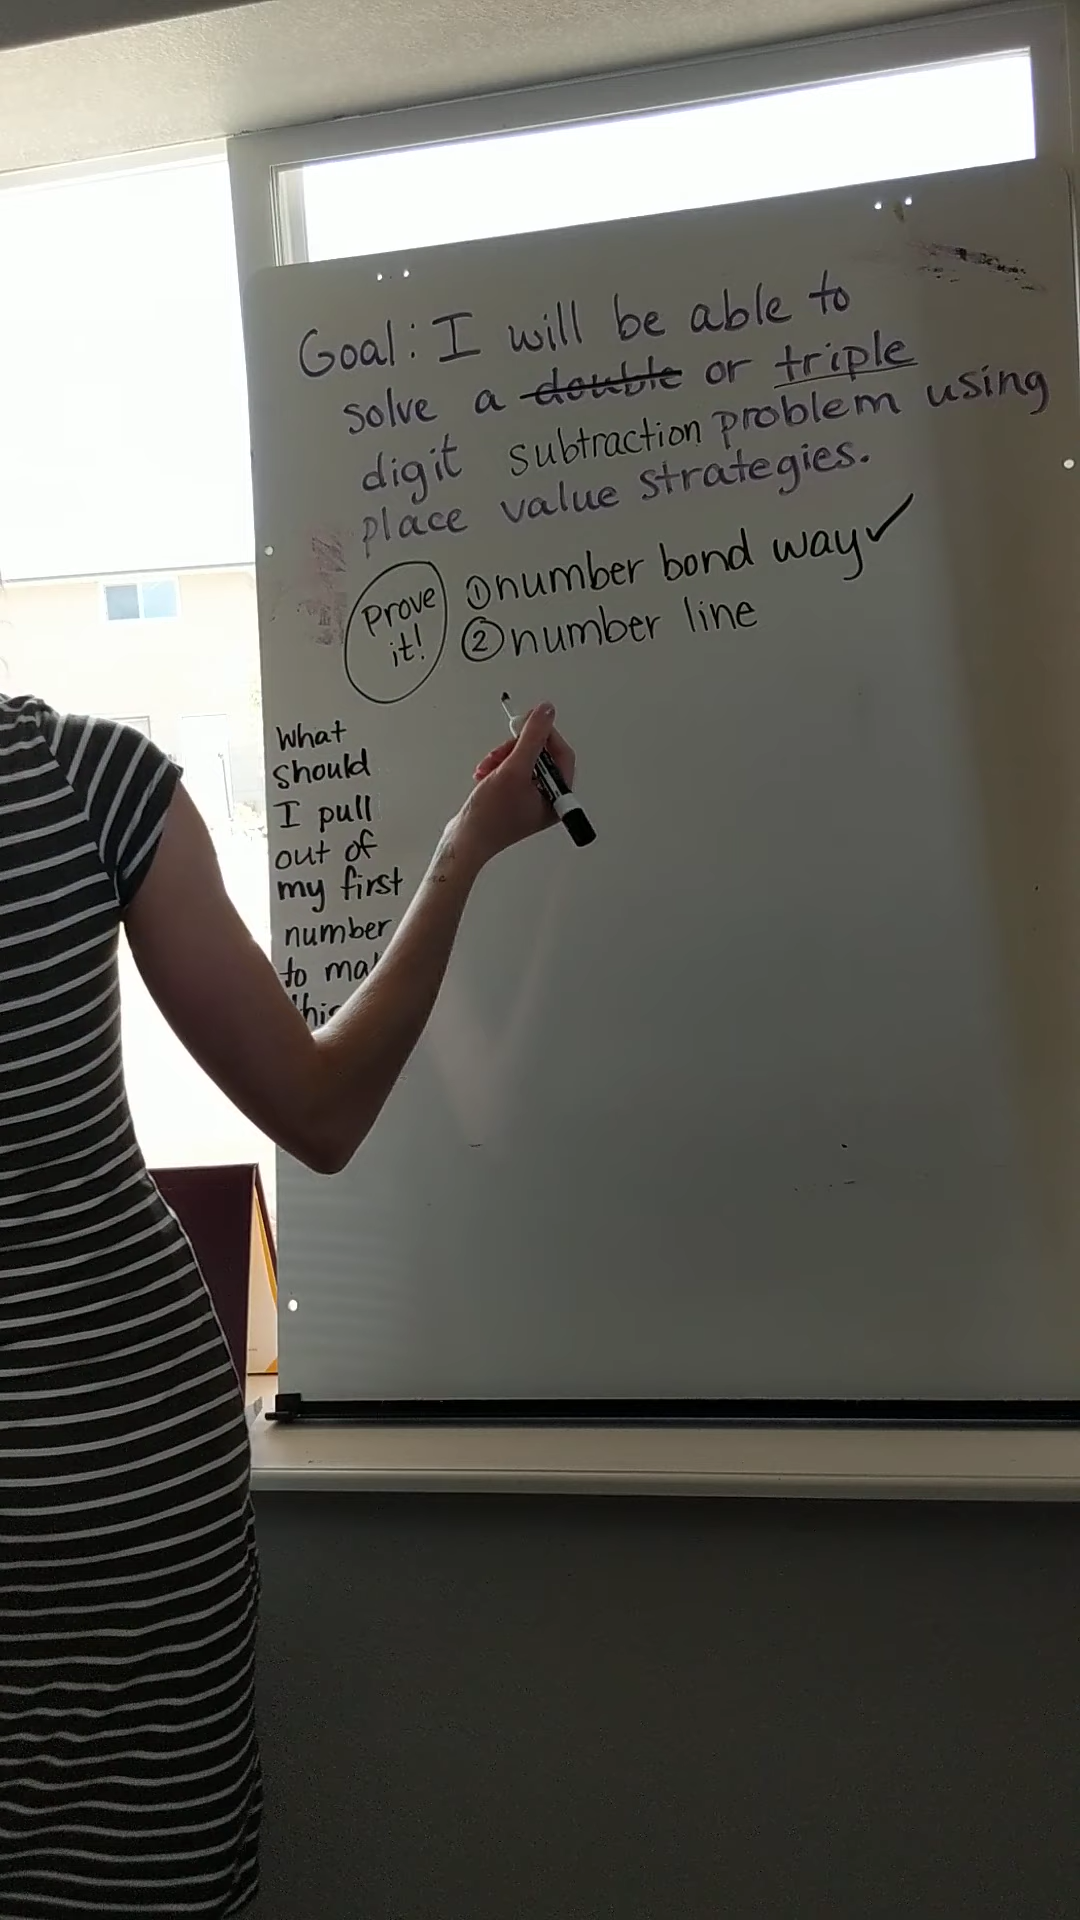 Goal: I will be able to
solve a double or triple
digit subtraction problem using
place value strategies.
Prove
it!
① number bond way ✓
② number line
What
should
I pull
out of
my first
number
to